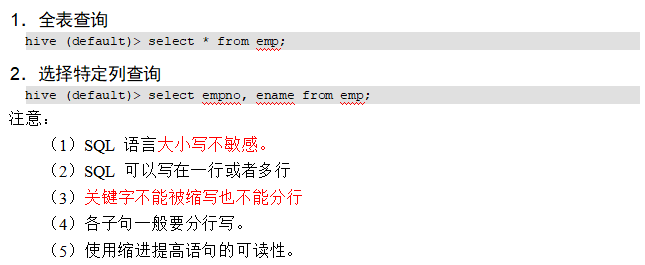 1．全表查询
hive (default)> select * from emp;
2．选择特定列查询
hive (default)> select empno, ename from emp;
注意：
（1）SQL 语言大小写不敏感。
（2）SQL 可以写在一行或者多行
（3）关键字不能被缩写也不能分行
（4）各子句一般要分行写。
（5）使用缩进提高语句的可读性。